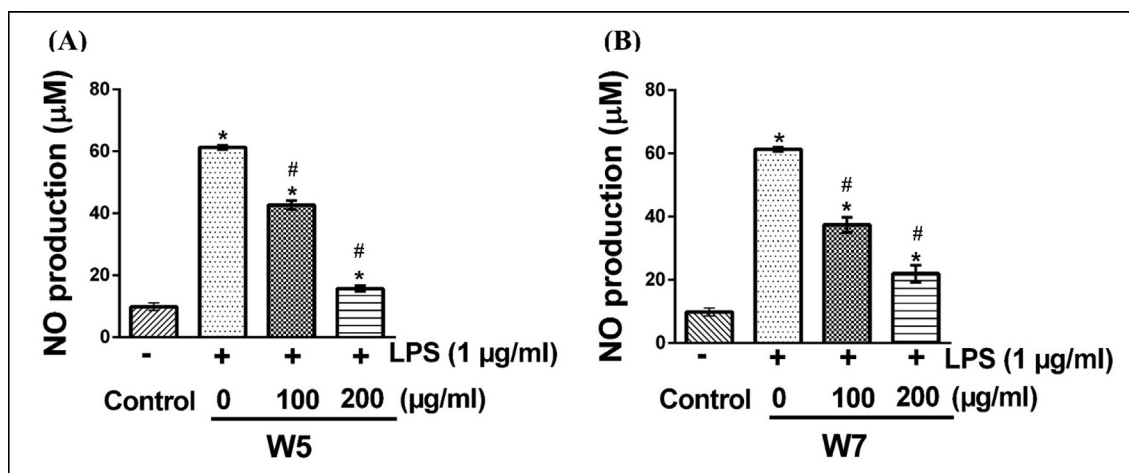 (A)
NO production (µM)
80
60
40
20
0
*
#
*
#
*
- + + + LPS (1 µg/ml)
Control 0 100 200 (µg/ml)
W5
(B)
NO production (µM)
80
60
40
20
0
*
#
*
#
*
- + + + LPS (1 µg/ml)
Control 0 100 200 (µg/ml)
W7